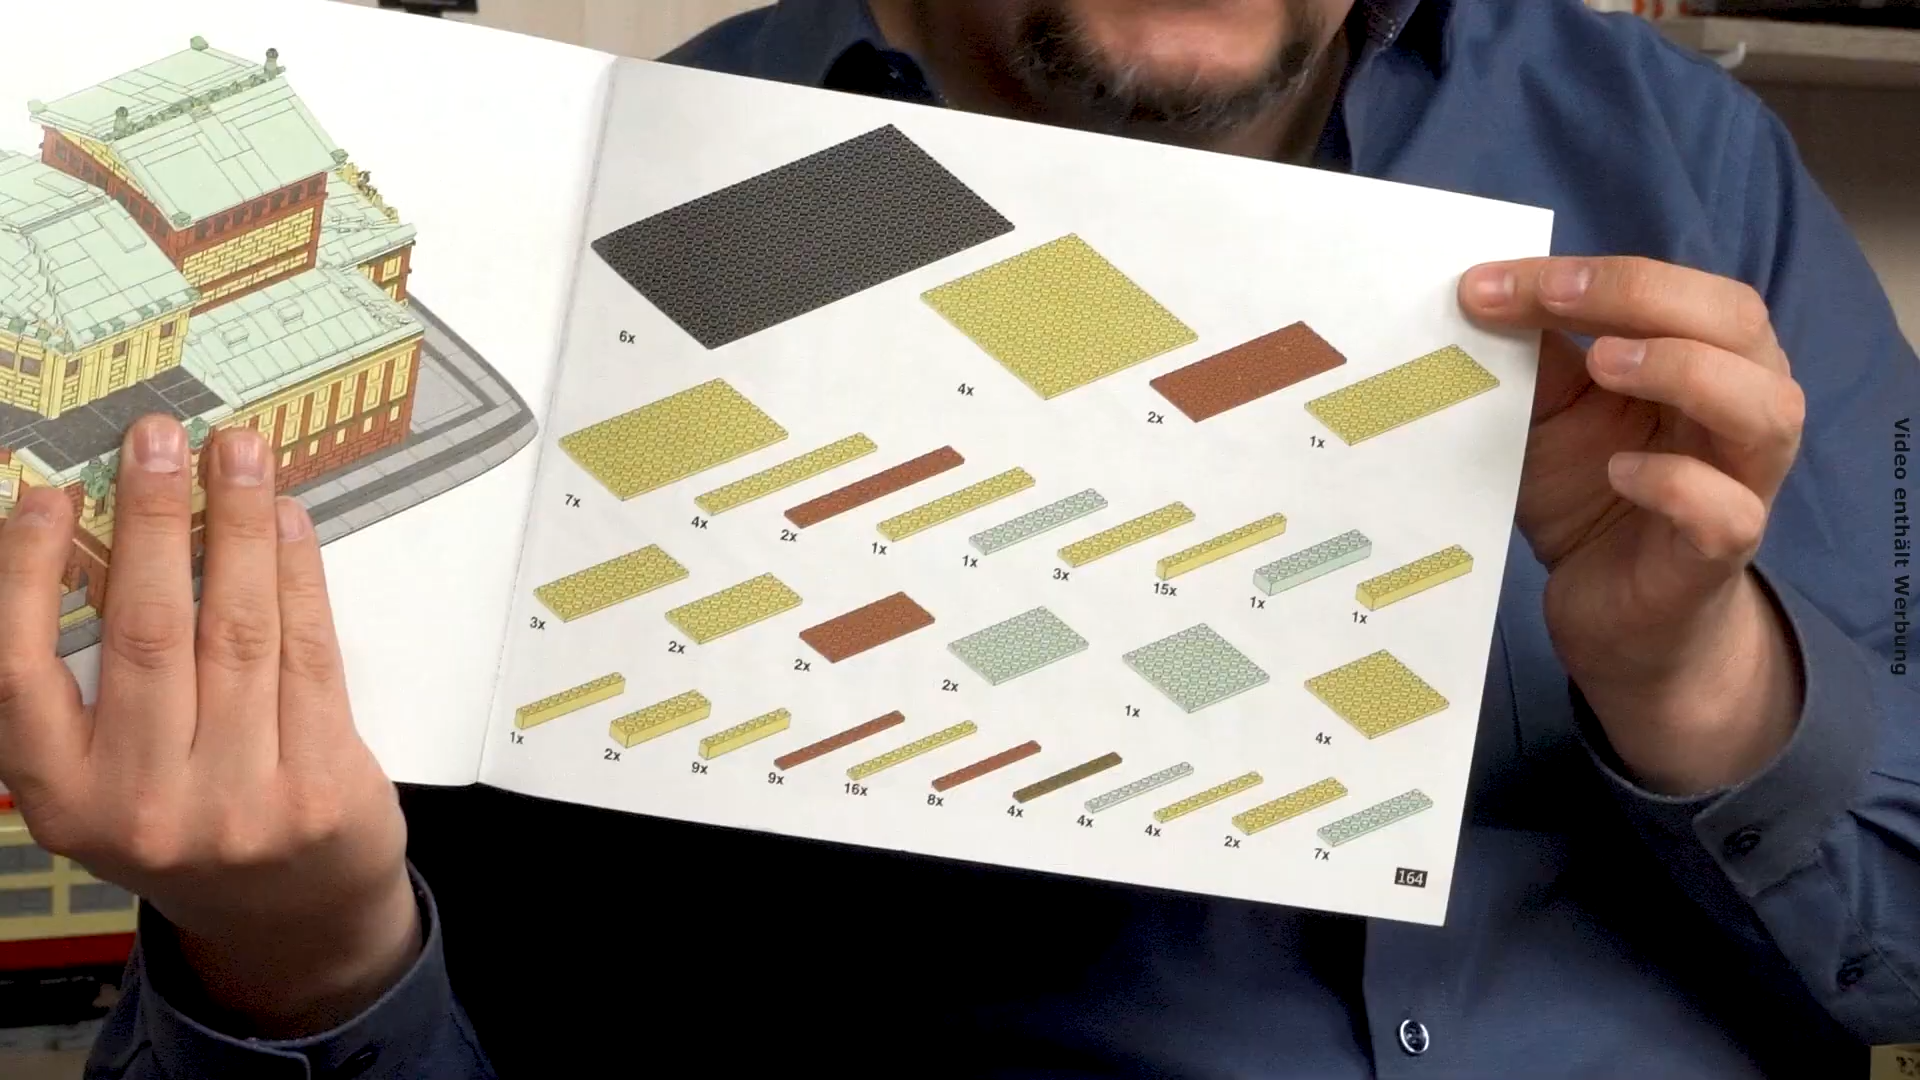 6x
4x
2x
1x
7x
4x
2x
1x
1x
3x
15x
1x
1x
3x
2x
2x
2x
1x
4x
1x
2x
9x
9x
16x
8x
4x
4x
4x
2x
7x
164
Video enthält Werbung